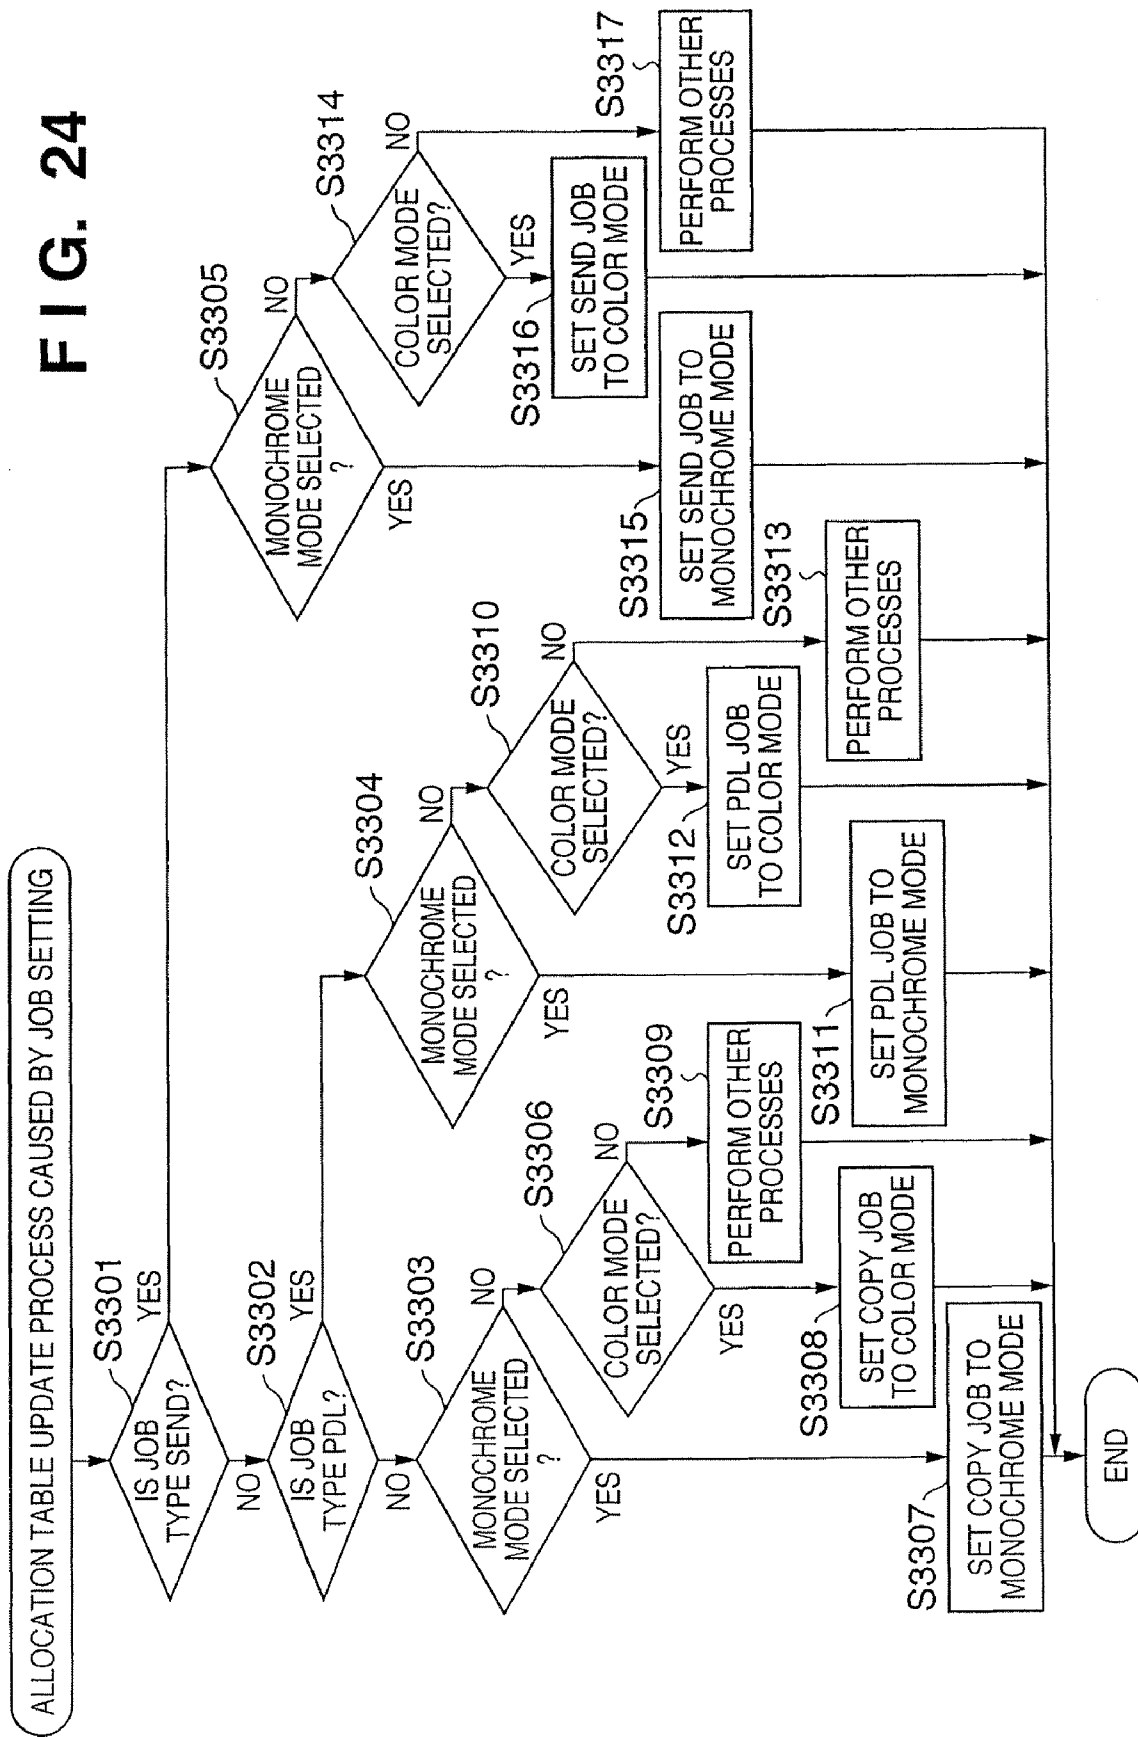 FIG. 24
ALLOCATION TABLE UPDATE PROCESS CAUSED BY JOB SETTING
S3301
IS JOB
TYPE SEND?
YES
NO
S3302
IS JOB
TYPE PDL?
YES
NO
S3303
MONOCHROME
MODE SELECTED
?
NO
YES
S3306
COLOR MODE
SELECTED?
NO
YES
S3309
PERFORM OTHER
PROCESSES
S3308
SET COPY JOB
TO COLOR MODE
S3307
SET COPY JOB TO
MONOCHROME MODE
S3304
MONOCHROME
MODE SELECTED
?
NO
YES
S3310
COLOR MODE
SELECTED?
NO
YES
S3312
SET PDL JOB
TO COLOR MODE
S3313
PERFORM OTHER
PROCESSES
S3311
SET PDL JOB TO
MONOCHROME MODE
S3305
MONOCHROME
MODE SELECTED
?
NO
YES
S3314
COLOR MODE
SELECTED?
NO
YES
S3316
SET SEND JOB
TO COLOR MODE
S3317
PERFORM OTHER
PROCESSES
S3315
SET SEND JOB TO
MONOCHROME MODE
END